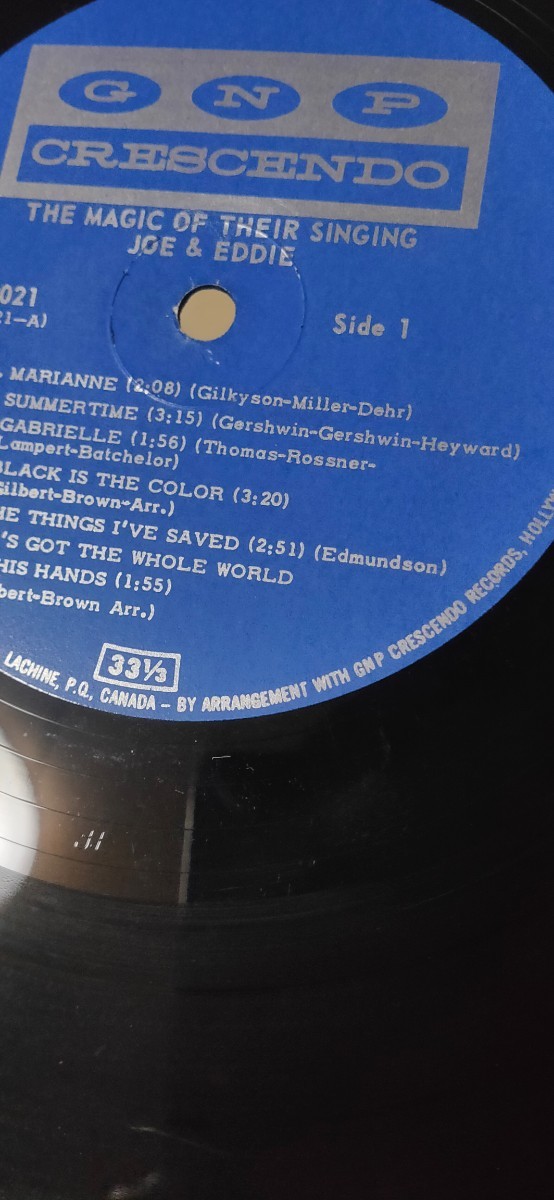 G N P
CRESCENDO
THE MAGIC OF THEIR SINGING
JOE & EDDIE
021
21-A)
Side 1
. MARIANNE (2:08) (Gilkyson-Miller-Dehr)
SUMMERTIME (3:15) (Gershwin-Gershwin-Heyward)
GABRIELLE (1:56) (Thomas-Rossner-
Lampert-Batchelor)
BLACK IS THE COLOR (3:20)
Gilbert-Brown-Arr.)
HE THINGS I'VE SAVED (2:51) (Edmundson)
'S GOT THE WHOLE WORLD
HIS HANDS (1:55)
bert-Brown Arr.)
33⅓
LACHINE, P.Q., CANADA - BY ARRANGEMENT WITH GNP CRESCENDO RECORDS, HOLLY